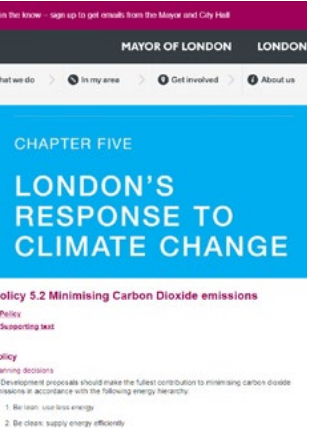 in the know – sign up to get emails from the Mayor and City Hall
MAYOR OF LONDON LONDON
hat we do In my area Get involved About us
CHAPTER FIVE
LONDON'S
RESPONSE TO
CLIMATE CHANGE
olicy 5.2 Minimising Carbon Dioxide emissions
Policy
Supporting text
olicy
anning decisions
Development proposals should make the fullest contribution to minimising carbon dioxide
missions in accordance with the following energy hierarchy:
1. Be lean: use less energy
2. Be clean: supply energy efficiently